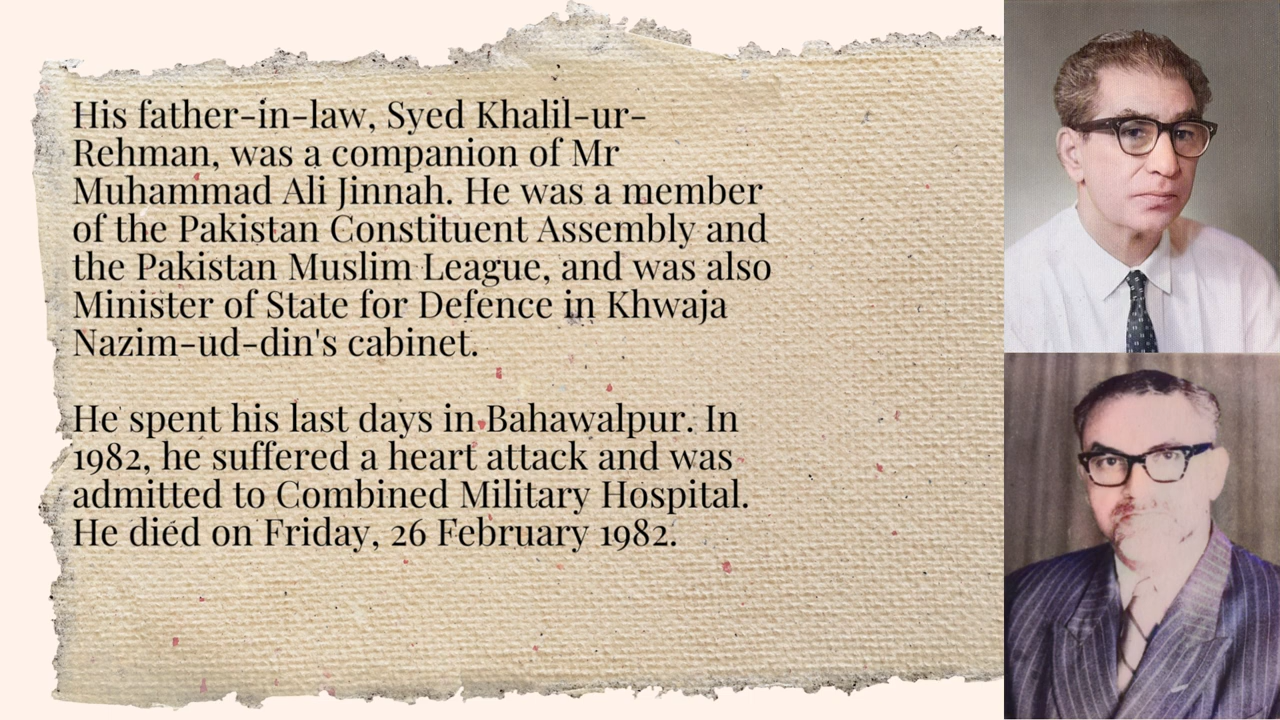 His father-in-law, Syed Khalil-ur-
Rehman, was a companion of Mr
Muhammad Ali Jinnah. He was a member
of the Pakistan Constituent Assembly and
the Pakistan Muslim League, and was also
Minister of State for Defence in Khwaja
Nazim-ud-din's cabinet.
He spent his last days in Bahawalpur. In
1982, he suffered a heart attack and was
admitted to Combined Military Hospital.
He died on Friday, 26 February 1982.